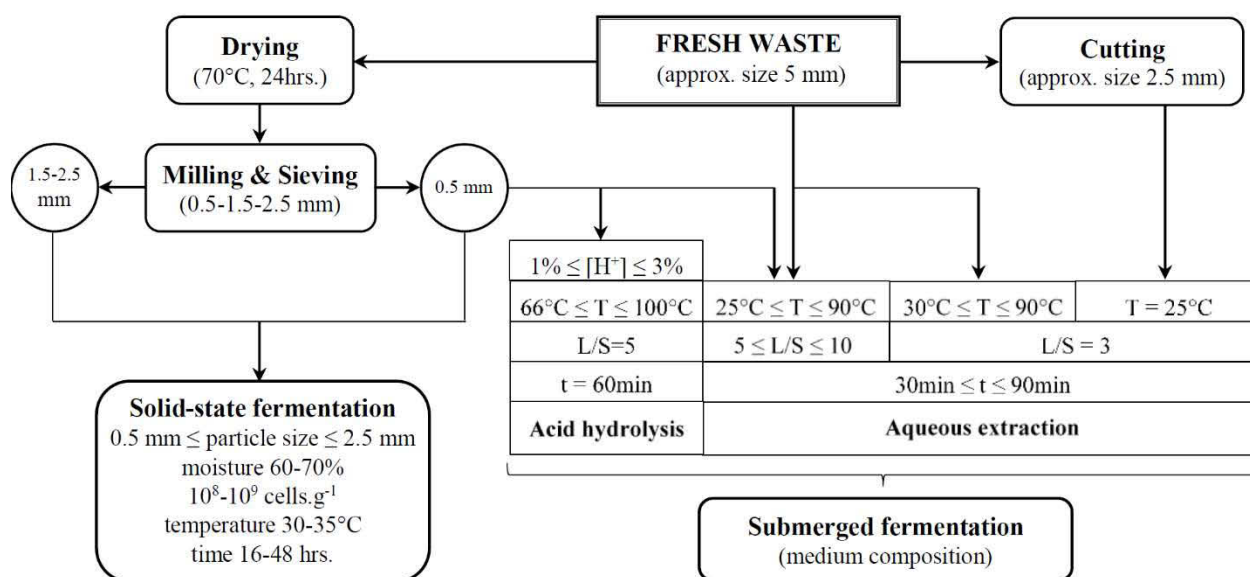 Drying
(70°C, 24hrs.)
FRESH WASTE
(approx. size 5 mm)
Cutting
(approx. size 2.5 mm)
1.5-2.5
mm
Milling & Sieving
(0.5-1.5-2.5 mm)
0.5 mm
1% ≤ [H⁺] ≤ 3%
66°C ≤ T ≤ 100°C
25°C ≤ T ≤ 90°C
30°C ≤ T ≤ 90°C
T = 25°C
L/S=5
5 ≤ L/S ≤ 10
L/S = 3
t = 60min
30min ≤ t ≤ 90min
Acid hydrolysis
Aqueous extraction
Solid-state fermentation
0.5 mm ≤ particle size ≤ 2.5 mm
moisture 60-70%
10⁸-10⁹ cells.g⁻¹
temperature 30-35°C
time 16-48 hrs.
Submerged fermentation
(medium composition)